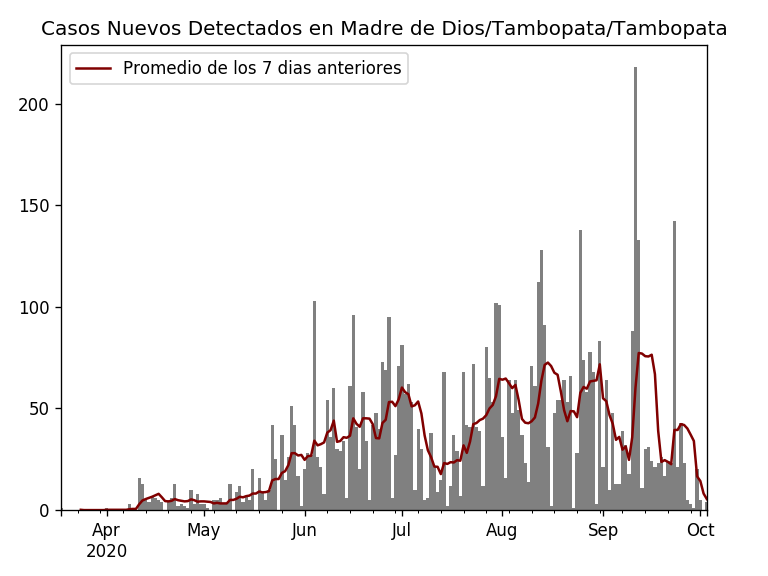 Casos Nuevos Detectados en Madre de Dios/Tambopata/Tambopata
Promedio de los 7 dias anteriores
200
150
100
50
0
Apr May Jun Jul Aug Sep Oct
2020